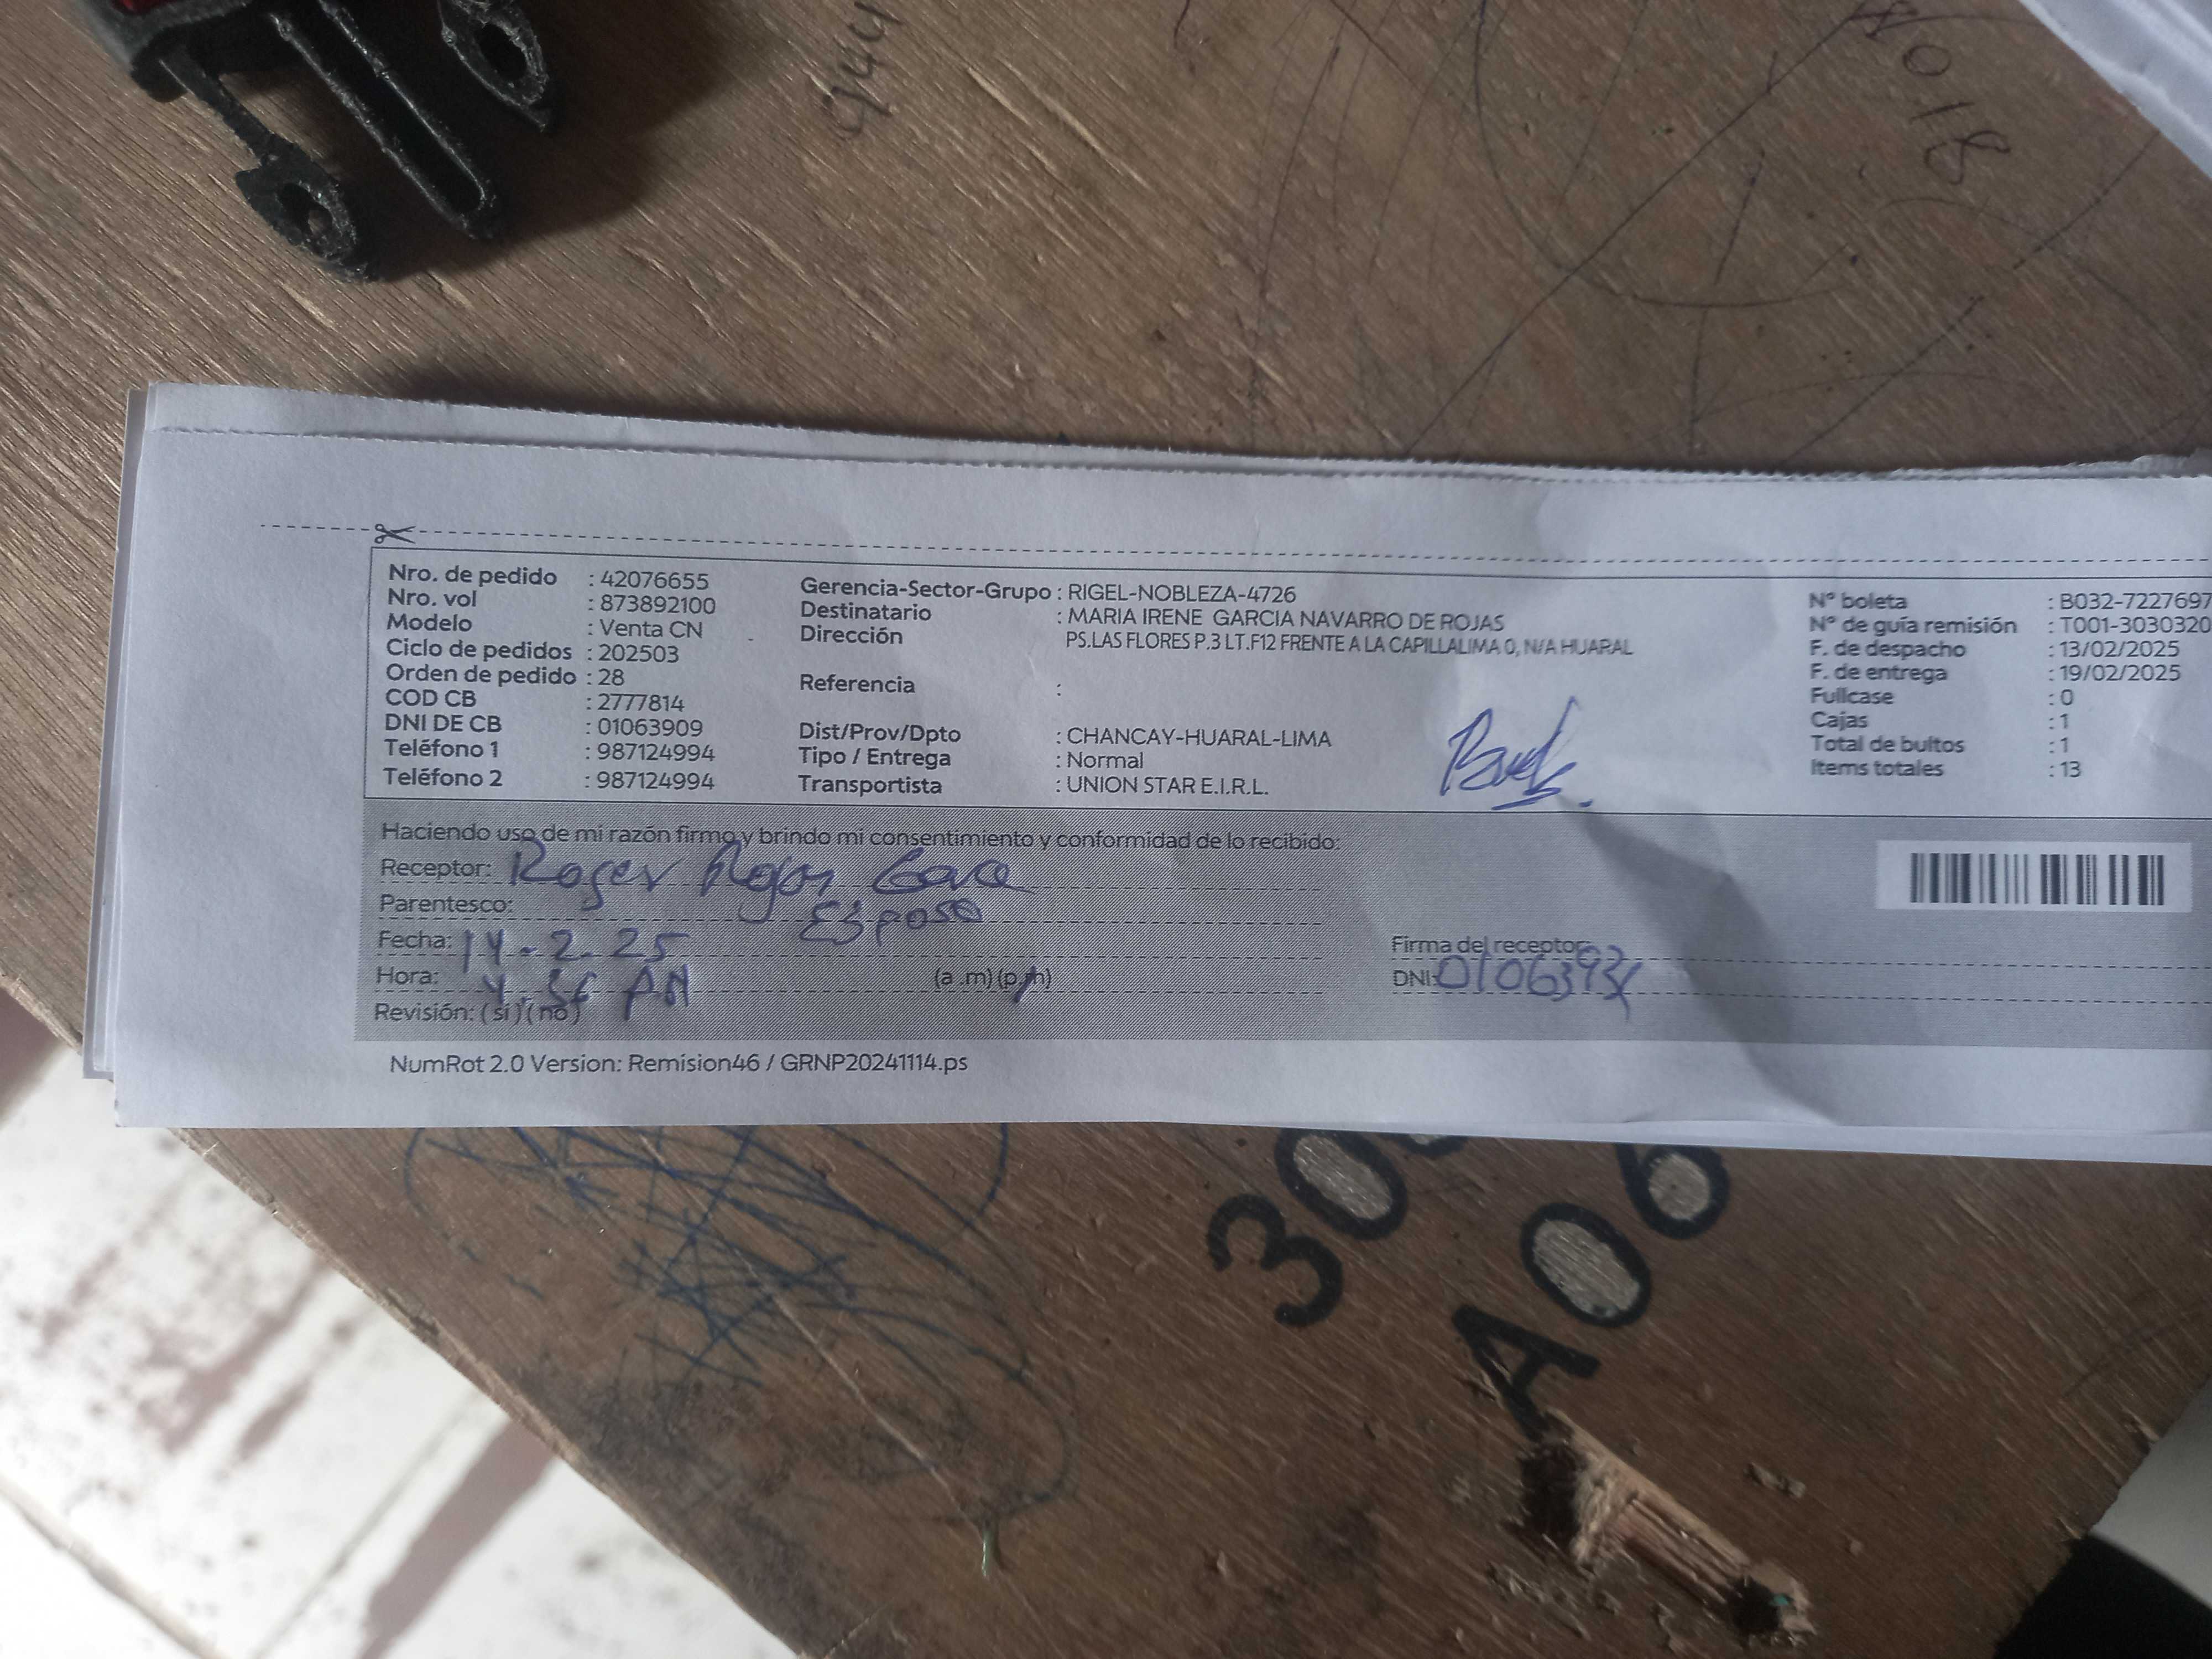 944
8018
Nro. de pedido : 42076655
Nro. vol : 873892100
Modelo : Venta CN
Ciclo de pedidos : 202503
Orden de pedido : 28
COD CB : 2777814
DNI DE CB : 01063909
Teléfono 1 : 987124994
Teléfono 2 : 987124994
Gerencia-Sector-Grupo : RIGEL-NOBLEZA-4726
Destinatario : MARIA IRENE GARCIA NAVARRO DE ROJAS
Dirección PS.LAS FLORES P.3 LT.F12 FRENTE A LA CAPILLALIMA 0, N/A HUARAL
Referencia :
Dist/Prov/Dpto : CHANCAY-HUARAL-LIMA
Tipo / Entrega : Normal
Transportista : UNION STAR E.I.R.L.
N° boleta : B032-7227697
N° de guía remisión : T001-3030320
F. de despacho : 13/02/2025
F. de entrega : 19/02/2025
Fullcase : 0
Cajas : 1
Total de bultos : 1
Items totales : 13
Haciendo uso de mi razón firmo y brindo mi consentimiento y conformidad de lo recibido:
Receptor: Roger Rojas
Parentesco: Esposo
Fecha: 14-2-25
Hora: PM (a .m) (p.m)
Revisión: (si) (no)
Firma del receptor:
DNI:
NumRot 2.0 Version: Remision46 / GRNP20241114.ps
30
A06